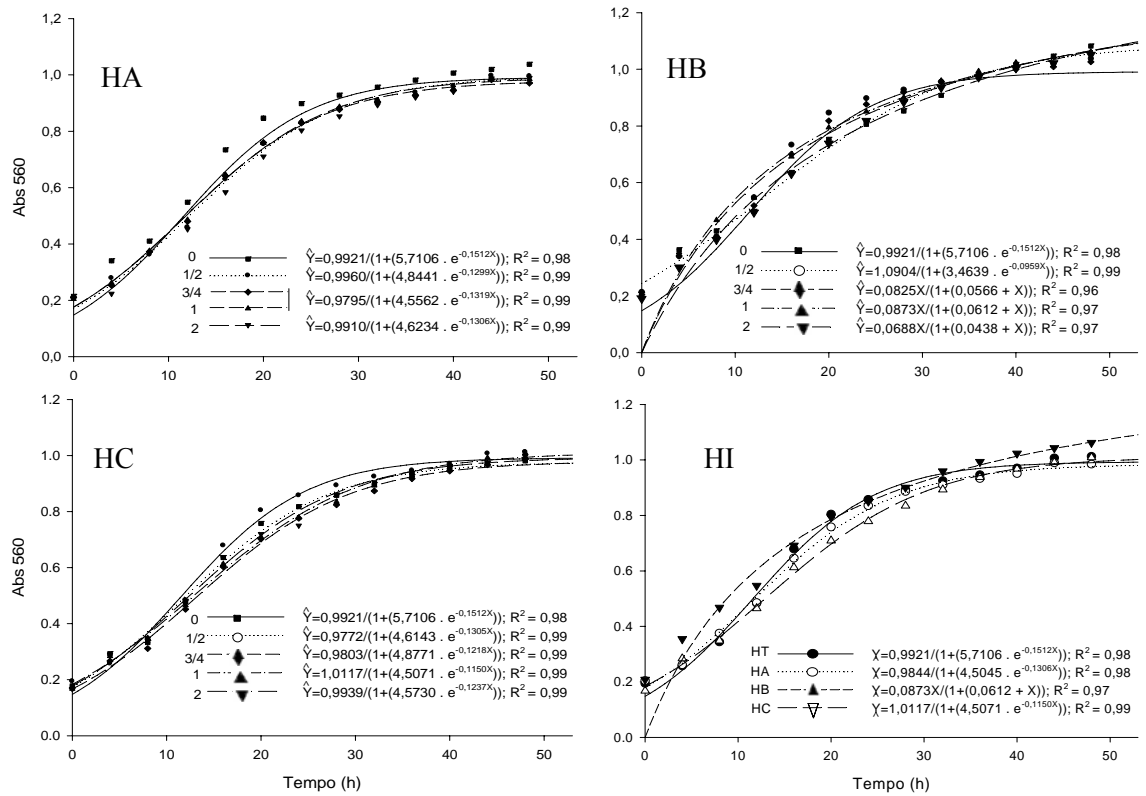 HA
Abs 560
1.2
1,0
0,8
0,6
0,4
0,2
0,0
0 10 20 30 40 50
0 Ŷ=0,9921/(1+(5,7106 . e^-0,1512X)); R² = 0,98
1/2 Ŷ=0,9960/(1+(4,8441 . e^-0,1299X)); R² = 0,99
3/4
1 Ŷ=0,9795/(1+(4,5562 . e^-0,1319X)); R² = 0,99
2 Ŷ=0,9910/(1+(4,6234 . e^-0,1306X)); R² = 0,99
HB
1.2
1,0
0,8
0,6
0,4
0,2
0,0
0 10 20 30 40 50
0 Ŷ=0,9921/(1+(5,7106 . e^-0,1512X)); R² = 0,98
1/2 Ŷ=1,0904/(1+(3,4639 . e^-0,0959X)); R² = 0,99
3/4 Ŷ=0,0825X/(1+(0,0566 + X)); R² = 0,96
1 Ŷ=0,0873X/(1+(0,0612 + X)); R² = 0,97
2 Ŷ=0,0688X/(1+(0,0438 + X)); R² = 0,97
HC
Abs 560
1.2
1,0
0,8
0,6
0,4
0,2
0.0
0 10 20 30 40 50
Tempo (h)
0 Ŷ=0,9921/(1+(5,7106 . e^-0,1512X)); R² = 0,98
1/2 Ŷ=0,9772/(1+(4,6143 . e^-0,1305X)); R² = 0,99
3/4 Ŷ=0,9803/(1+(4,8771 . e^-0,1218X)); R² = 0,99
1 Ŷ=1,0117/(1+(4,5071 . e^-0,1150X)); R² = 0,99
2 Ŷ=0,9939/(1+(4,5730 . e^-0,1237X)); R² = 0,99
HI
1.2
1,0
0,8
0,6
0,4
0,2
0,0
0 10 20 30 40 50
Tempo (h)
HT Ŷ=0,9921/(1+(5,7106 . e^-0,1512X)); R² = 0,98
HA Ŷ=0,9844/(1+(4,5045 . e^-0,1306X)); R² = 0,98
HB Ŷ=0,0873X/(1+(0,0612 + X)); R² = 0,97
HC Ŷ=1,0117/(1+(4,5071 . e^-0,1150X)); R² = 0,99